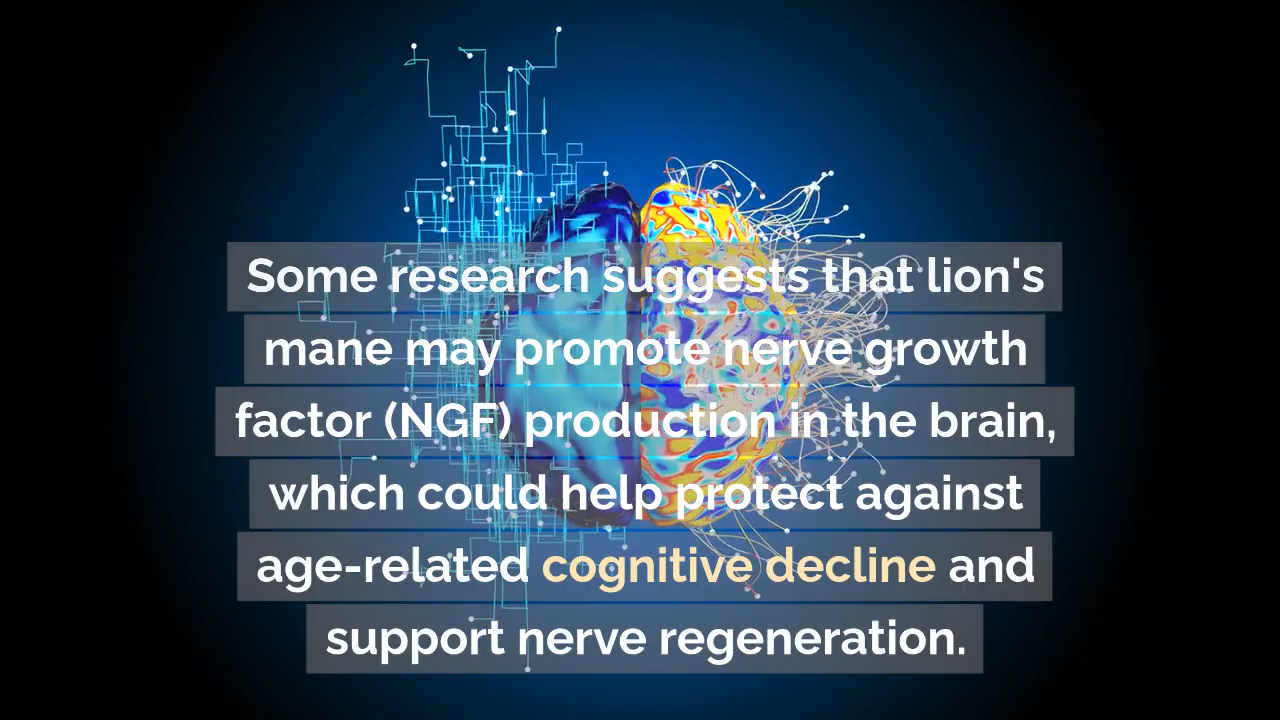 Some research suggests that lion's
mane may promote nerve growth
factor (NGF) production in the brain,
which could help protect against
age-related cognitive decline and
support nerve regeneration.